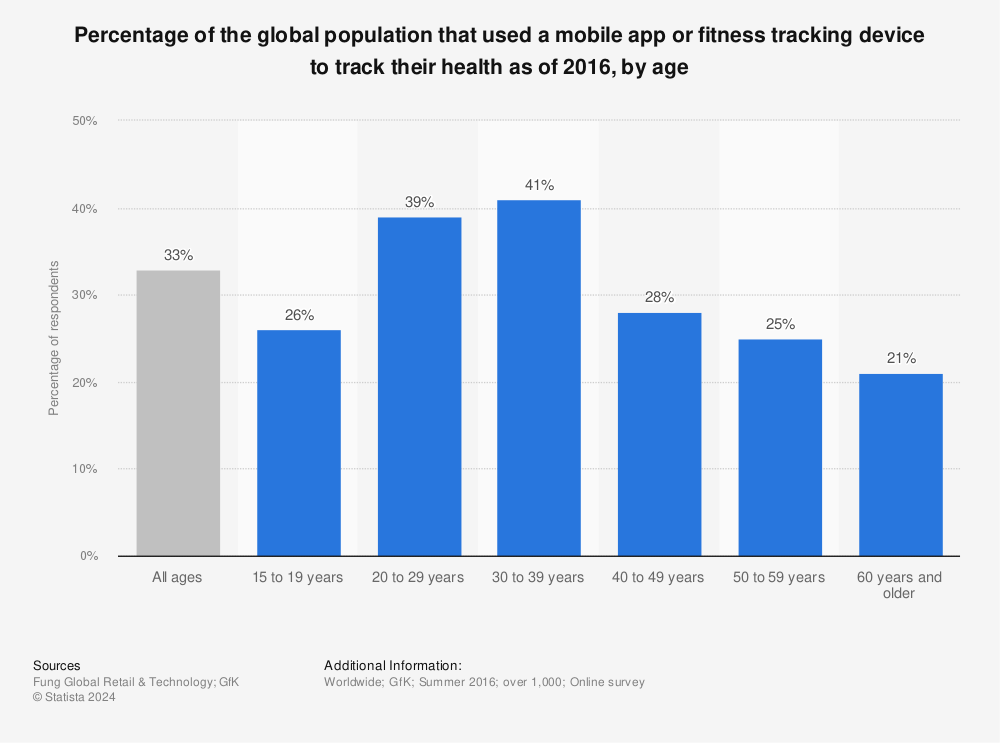 Percentage of the global population that used a mobile app or fitness tracking device
to track their health as of 2016, by age
Percentage of respondents
50%
40%
30%
20%
10%
0%
33%
26%
39%
41%
28%
25%
21%
All ages
15 to 19 years
20 to 29 years
30 to 39 years
40 to 49 years
50 to 59 years
60 years and
older
Sources
Fung Global Retail & Technology; GfK
© Statista 2024
Additional Information:
Worldwide; GfK; Summer 2016; over 1,000; Online survey